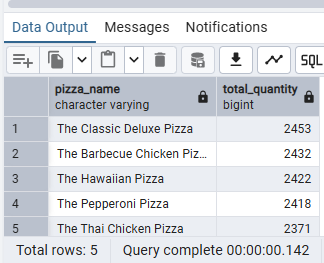 Data Output Messages Notifications
SQL
pizza_name total_quantity
character varying bigint
1 The Classic Deluxe Pizza 2453
2 The Barbecue Chicken Piz... 2432
3 The Hawaiian Pizza 2422
4 The Pepperoni Pizza 2418
5 The Thai Chicken Pizza 2371
Total rows: 5 Query complete 00:00:00.142